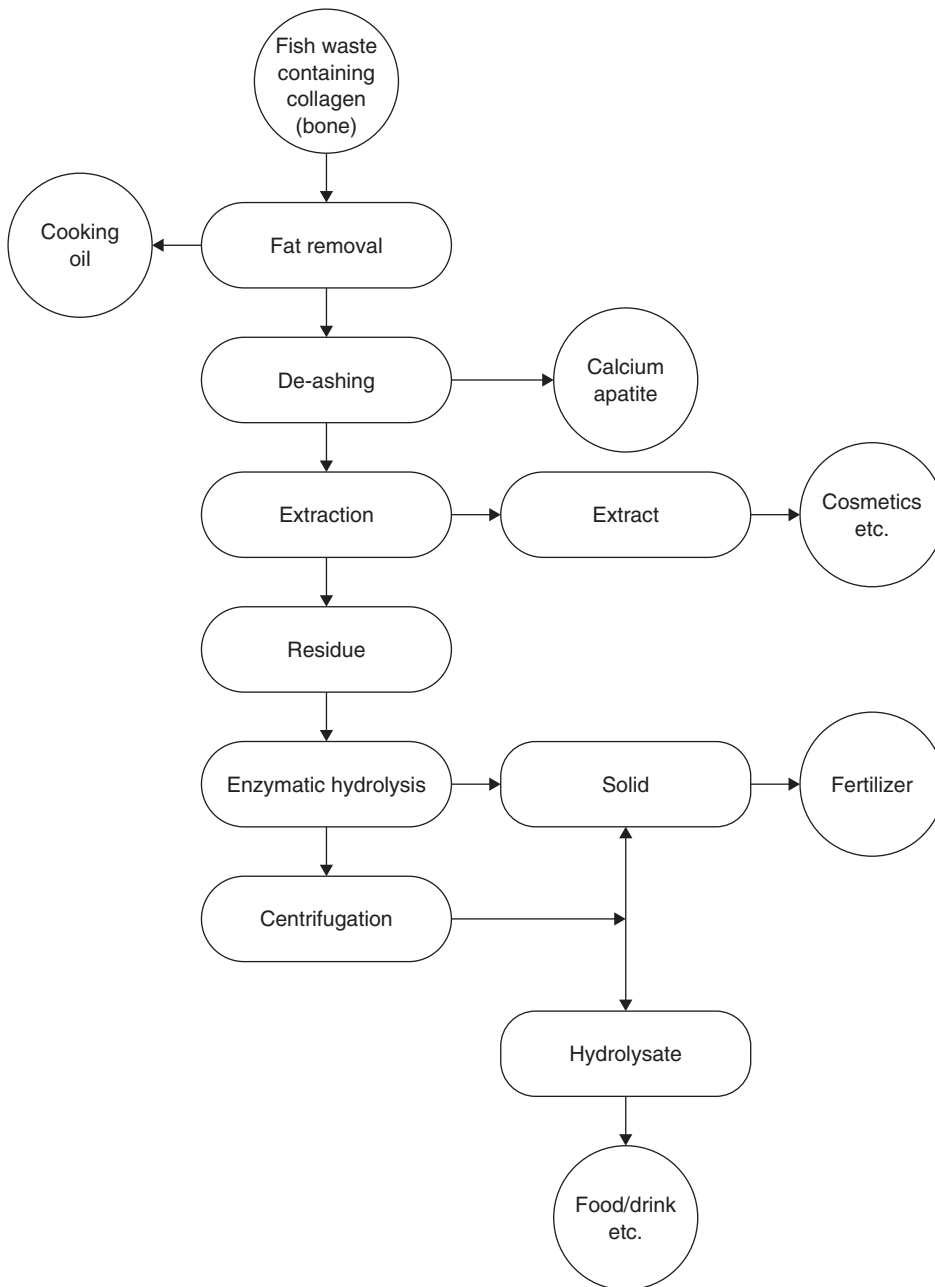 Fish waste
containing
collagen
(bone)
Cooking
oil
Fat removal
De-ashing
Calcium
apatite
Extraction
Extract
Cosmetics
etc.
Residue
Enzymatic hydrolysis
Solid
Fertilizer
Centrifugation
Hydrolysate
Food/drink
etc.